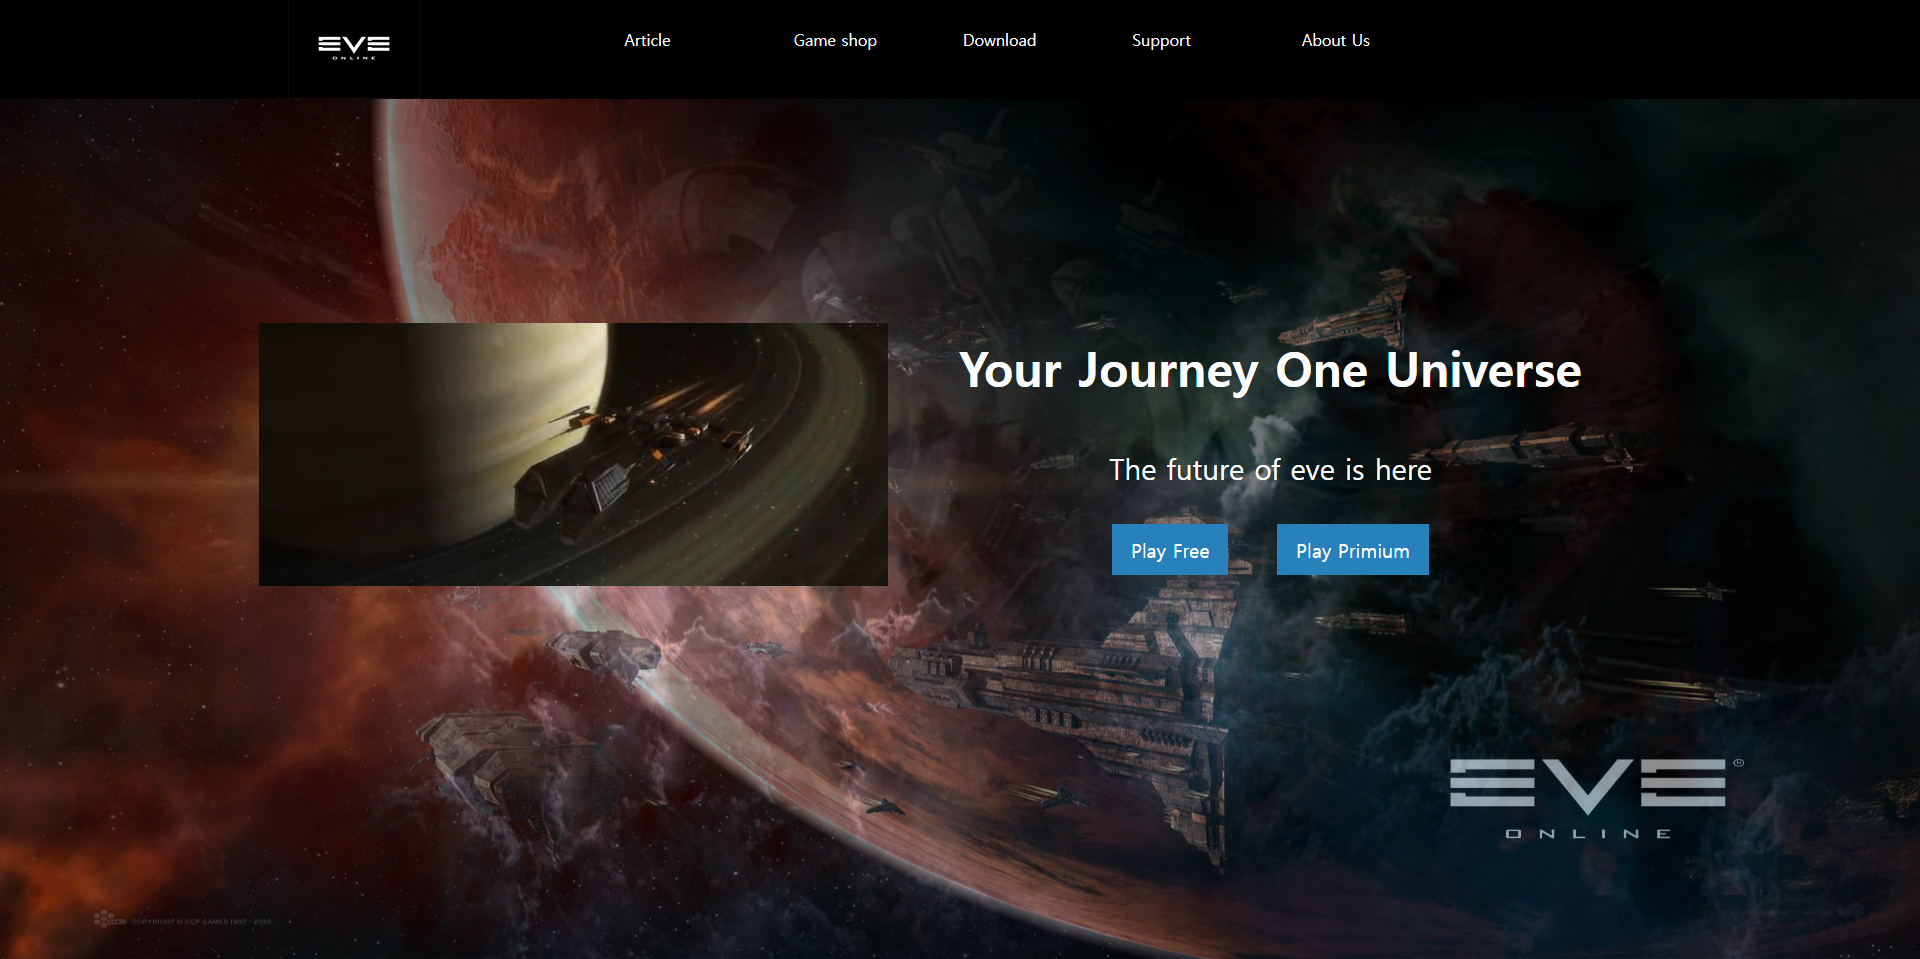 EVE
ONLINE
Article
Game shop
Download
Support
About Us
Your Journey One Universe
The future of eve is here
Play Free
Play Primium
EVE®
ONLINE
COPYRIGHT © CCP GAMES 1997 - 2010